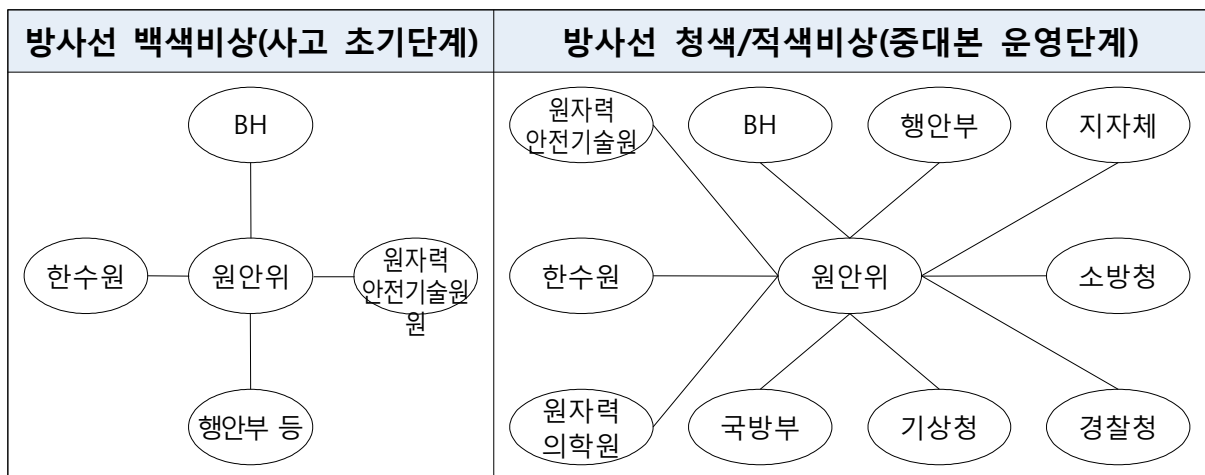 방사선 백색비상(사고 초기단계)
BH
한수원
원안위
원자력
안전기술원
원
행안부 등
방사선 청색/적색비상(중대본 운영단계)
원자력
안전기술원
BH
행안부
지자체
한수원
원안위
소방청
원자력
의학원
국방부
기상청
경찰청